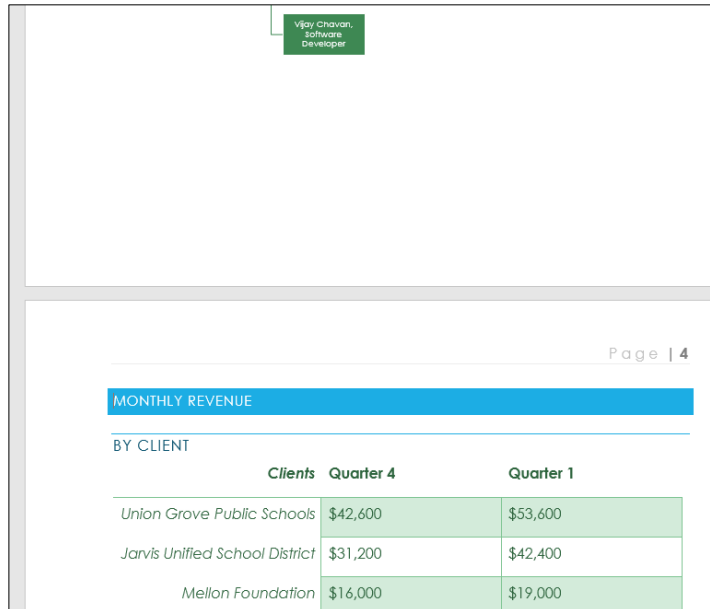 Vijay Chavan,
Software
Developer
Page | 4
MONTHLY REVENUE
BY CLIENT
Clients Quarter 4 Quarter 1
Union Grove Public Schools $42,600 $53,600
Jarvis Unified School District $31,200 $42,400
Mellon Foundation $16,000 $19,000